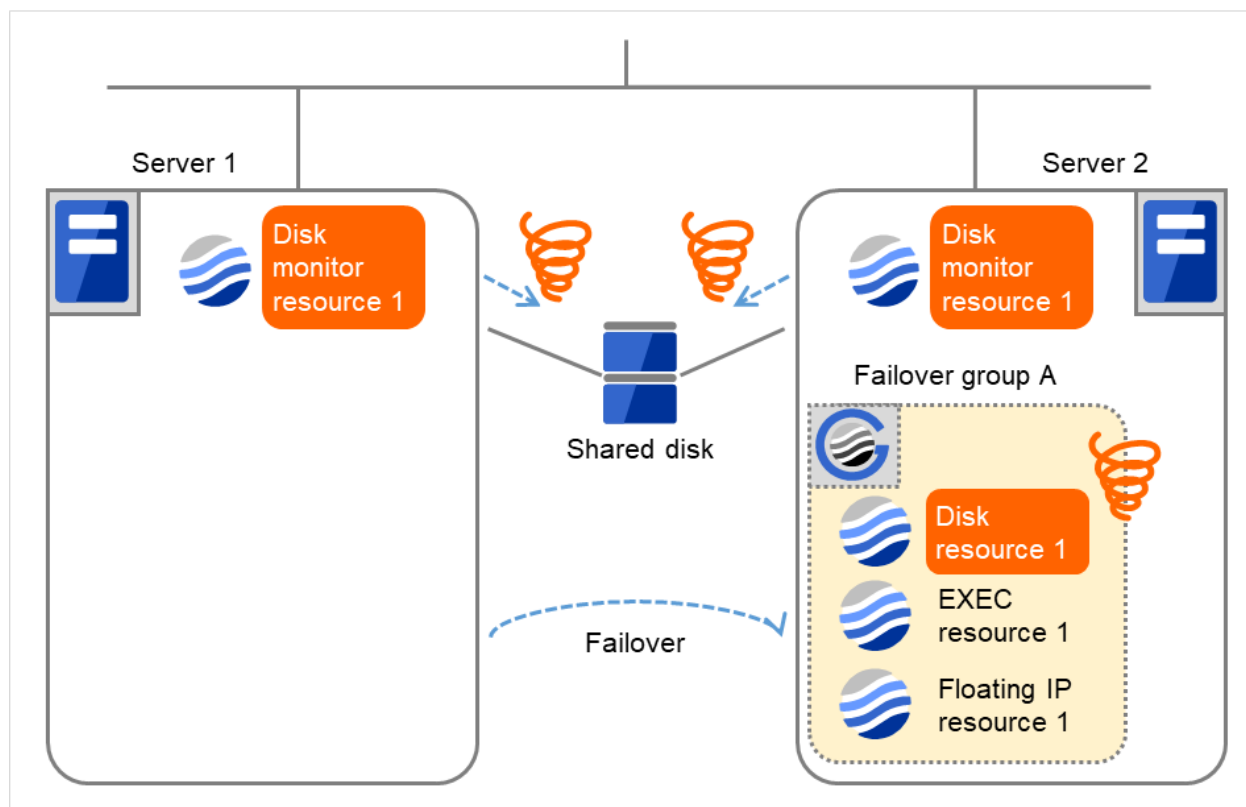 Server 1
Server 2
Disk
monitor
resource 1
Disk
monitor
resource 1
Shared disk
Failover group A
Disk
resource 1
EXEC
resource 1
Failover
Floating IP
resource 1